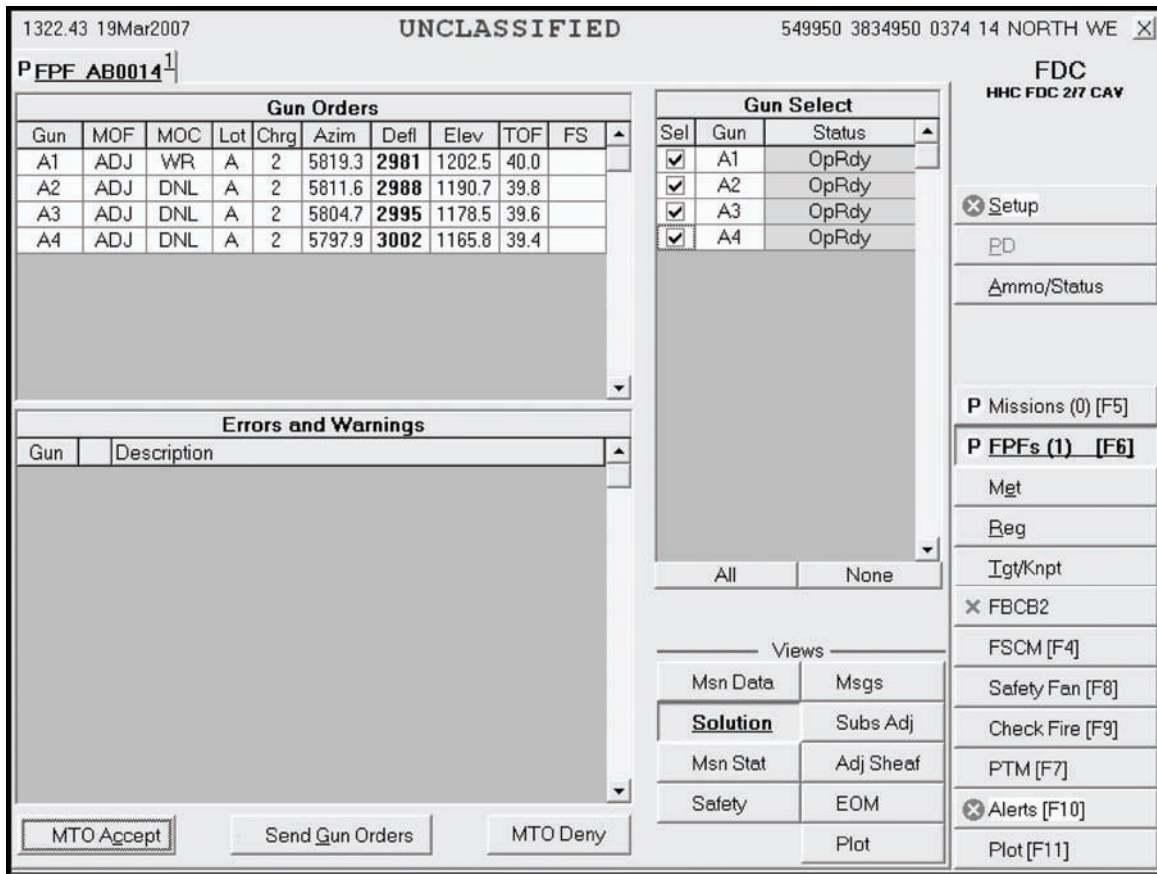 1322.43 19Mar2007 UNCLASSIFIED 549950 3834950 0374 14 NORTH WE X
P FPF AB0014 1
FDC
HHC FDC 2/7 CAV
Gun Orders
Gun MOF MOC Lot Chrg Azim Defl Elev TOF FS
A1 ADJ WR A 2 5819.3 2981 1202.5 40.0
A2 ADJ DNL A 2 5811.6 2988 1190.7 39.8
A3 ADJ DNL A 2 5804.7 2995 1178.5 39.6
A4 ADJ DNL A 2 5797.9 3002 1165.8 39.4
Gun Select
Sel Gun Status
A1 OpRdy
A2 OpRdy
A3 OpRdy
A4 OpRdy
All None
Errors and Warnings
Gun Description
Views
Msn Data Msgs
Solution Subs Adj
Msn Stat Adj Sheaf
Safety EOM
Plot
MTO Accept Send Gun Orders MTO Deny
Setup
PD
Ammo/Status
P Missions (0) [F5]
P FPFs (1) [F6]
Met
Reg
Tgt/Knpt
FBCB2
FSCM [F4]
Safety Fan [F8]
Check Fire [F9]
PTM [F7]
Alerts [F10]
Plot [F11]